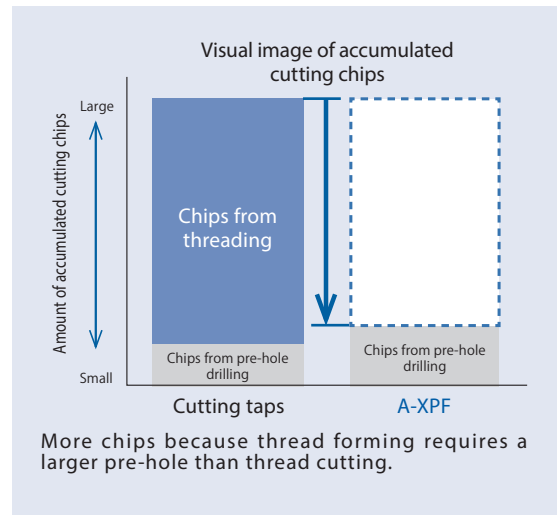 Visual image of accumulated
cutting chips
Large
Amount of accumulated cutting chips
Small
Chips from
threading
Chips from pre-hole
drilling
Chips from pre-hole
drilling
Cutting taps
A-XPF
More chips because thread forming requires a
larger pre-hole than thread cutting.